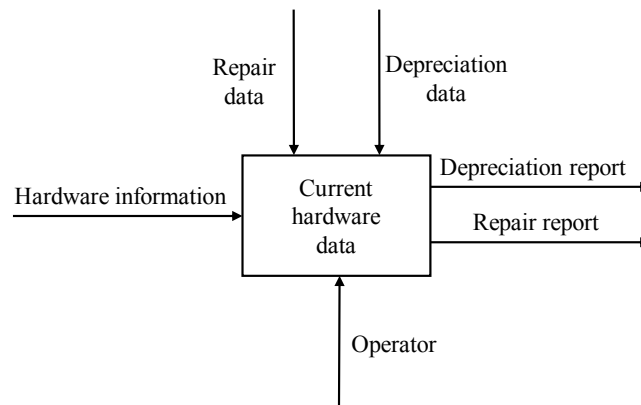 Repair
data
Depreciation
data
Hardware information
Current
hardware
data
Depreciation report
Repair report
Operator